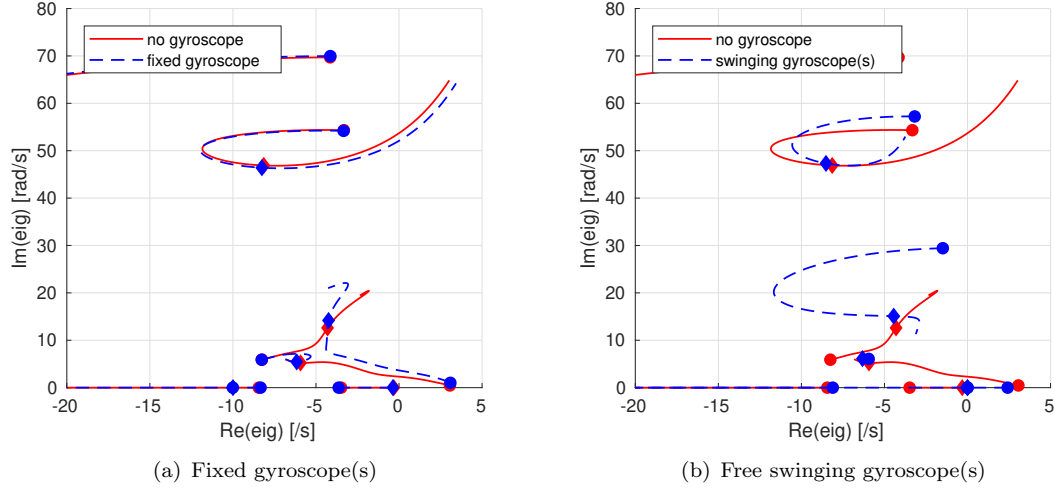 80
70
60
50
40
30
20
10
0
Im(eig) [rad/s]
-20 -15 -10 -5 0 5
Re(eig) [/s]
no gyroscope
fixed gyroscope
(a) Fixed gyroscope(s)
80
70
60
50
40
30
20
10
0
Im(eig) [rad/s]
-20 -15 -10 -5 0 5
Re(eig) [/s]
no gyroscope
swinging gyroscope(s)
(b) Free swinging gyroscope(s)